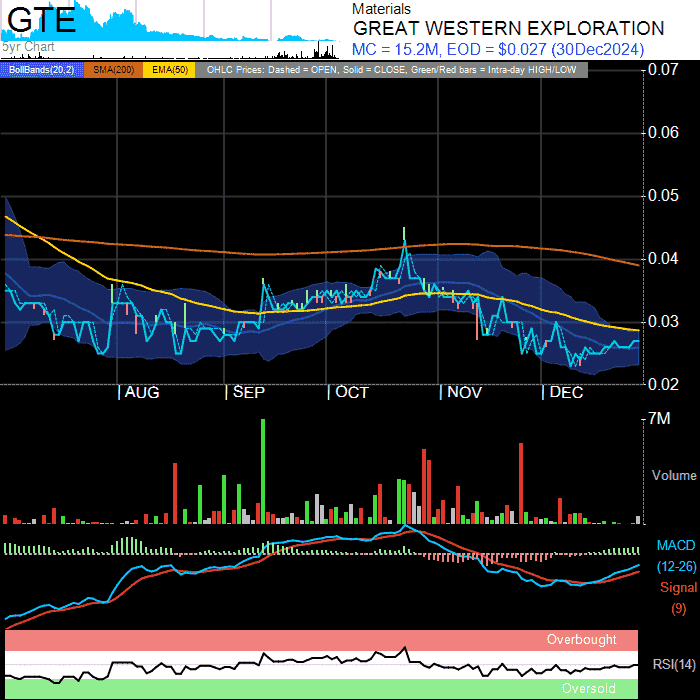 GTE
5yr Chart
Materials
GREAT WESTERN EXPLORATION
MC = 15.2M, EOD = $0.027 (30Dec2024)
BollBands(20,2) SMA(200) EMA(50) OHLC Prices: Dashed = OPEN, Solid = CLOSE, Green/Red bars = Intra-day HIGH/LOW
0.07
0.06
0.05
0.04
0.03
0.02
AUG SEP OCT NOV DEC
7M
Volume
MACD
(12-26)
Signal
(9)
Overbought
RSI(14)
Oversold